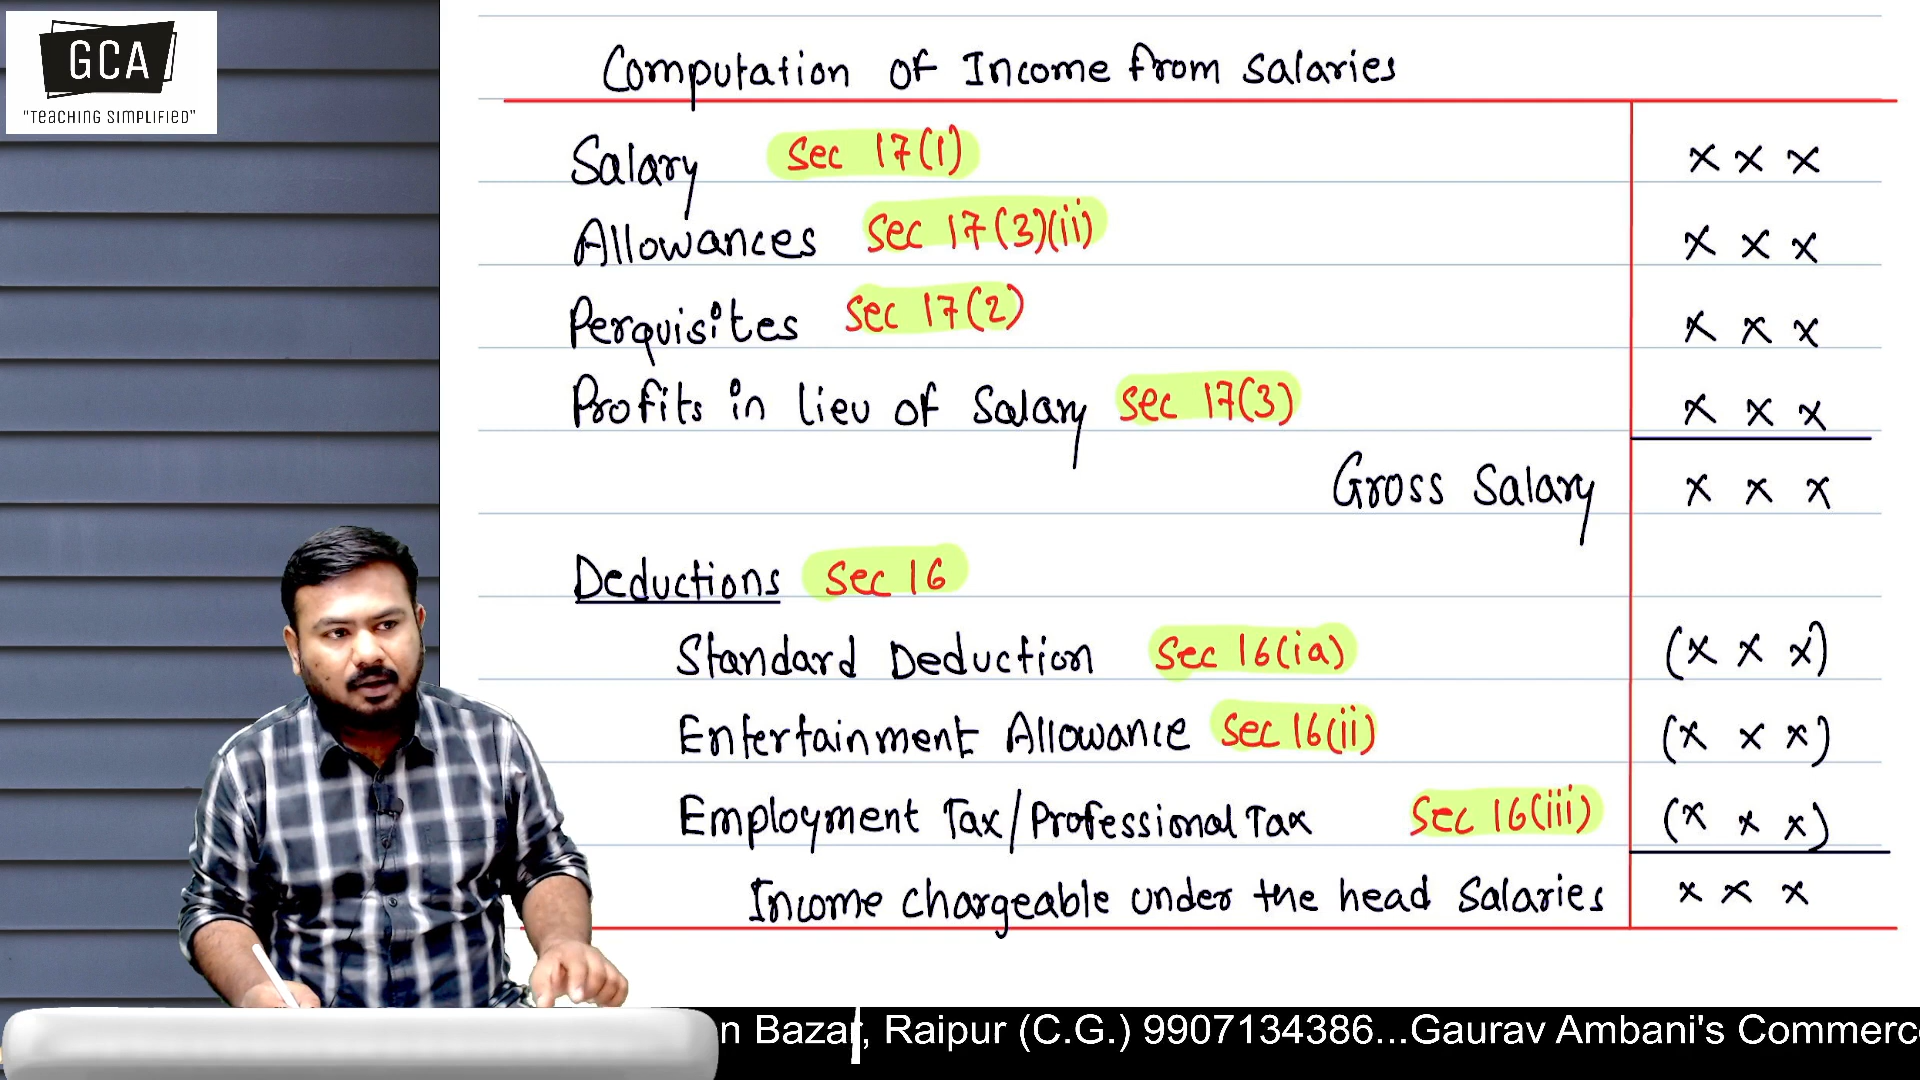 GCA
"TEACHING SIMPLIFIED"
Computation of Income from Salaries
Salary Sec 17(1) x x x
Allowances Sec 17(3)(ii) x x x
Perquisites Sec 17(2) x x x
Profits in lieu of Salary Sec 17(3) x x x
Gross Salary x x x
Deductions Sec 16
Standard Deduction Sec 16(ia) (x x x)
Entertainment Allowance Sec 16(ii) (x x x)
Employment Tax/Professional Tax Sec 16(iii) (x x x)
Income chargeable under the head Salaries x x x
n Bazar, Raipur (C.G.) 9907134386...Gaurav Ambani's Commerc